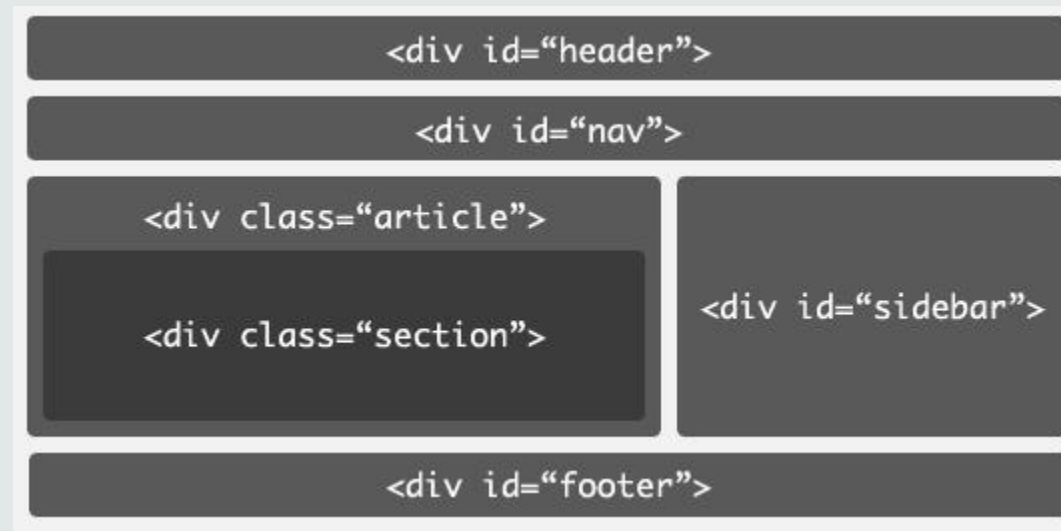 <div id=“header”>
<div id=“nav”>
<div class=“article”>
<div class=“section”>
<div id=“sidebar”>
<div id=“footer”>